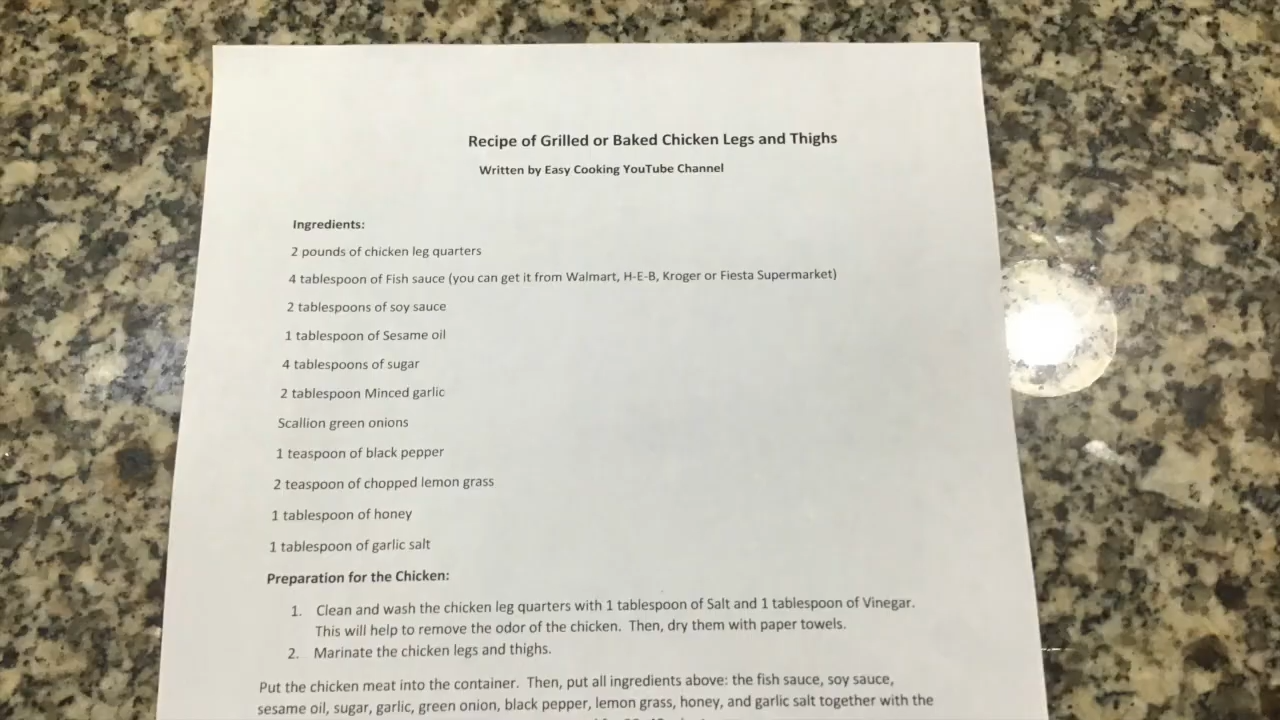 Recipe of Grilled or Baked Chicken Legs and Thighs
Written by Easy Cooking YouTube Channel
Ingredients:
2 pounds of chicken leg quarters
4 tablespoon of Fish sauce (you can get it from Walmart, H-E-B, Kroger or Fiesta Supermarket)
2 tablespoons of soy sauce
1 tablespoon of Sesame oil
4 tablespoons of sugar
2 tablespoon Minced garlic
Scallion green onions
1 teaspoon of black pepper
2 teaspoon of chopped lemon grass
1 tablespoon of honey
1 tablespoon of garlic salt
Preparation for the Chicken:
1. Clean and wash the chicken leg quarters with 1 tablespoon of Salt and 1 tablespoon of Vinegar.
This will help to remove the odor of the chicken. Then, dry them with paper towels.
2. Marinate the chicken legs and thighs.
Put the chicken meat into the container. Then, put all ingredients above: the fish sauce, soy sauce,
sesame oil, sugar, garlic, green onion, black pepper, lemon grass, honey, and garlic salt together with the